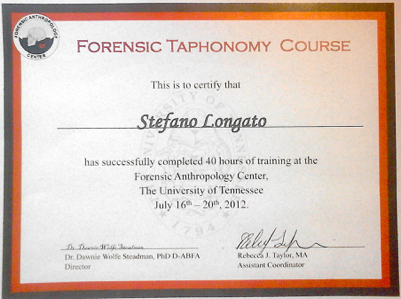 FORENSIC ANTHROPOLOGY
CENTER
FORENSIC TAPHONOMY COURSE
This is to certify that
Stefano Longato
has successfully completed 40 hours of training at the
Forensic Anthropology Center,
The University of Tennessee
July 16th – 20th, 2012.
1794
Dr. Dawnie Wolfe Steadman, PhD D-ABFA
Director
Rebecca J. Taylor, MA
Assistant Coordinator